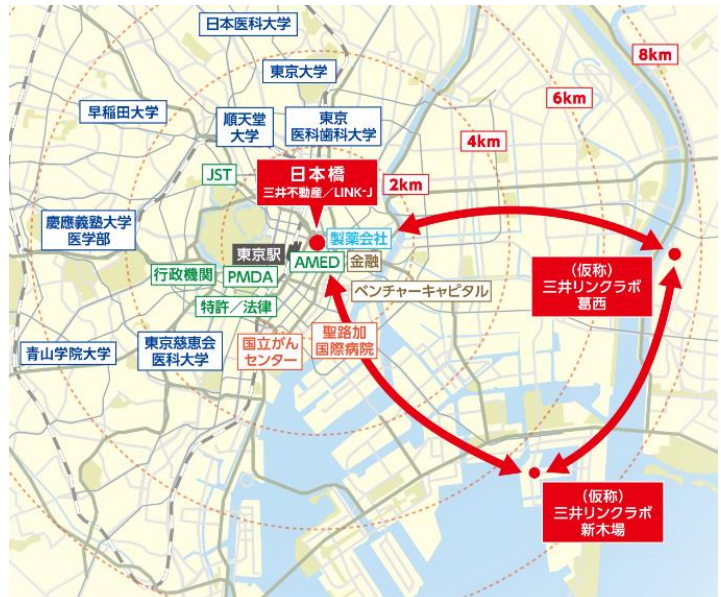 日本医科大学
東京大学
早稲田大学
順天堂
大学
東京
医科歯科大学
8km
6km
4km
2km
JST
日本橋
三井不動産／LINK-J
慶應義塾大学
医学部
東京駅
製薬会社
AMED
金融
行政機関
PMDA
ベンチャーキャピタル
特許／法律
（仮称）
三井リンクラボ
葛西
青山学院大学
東京慈恵会
医科大学
国立がん
センター
聖路加
国際病院
（仮称）
三井リンクラボ
新木場